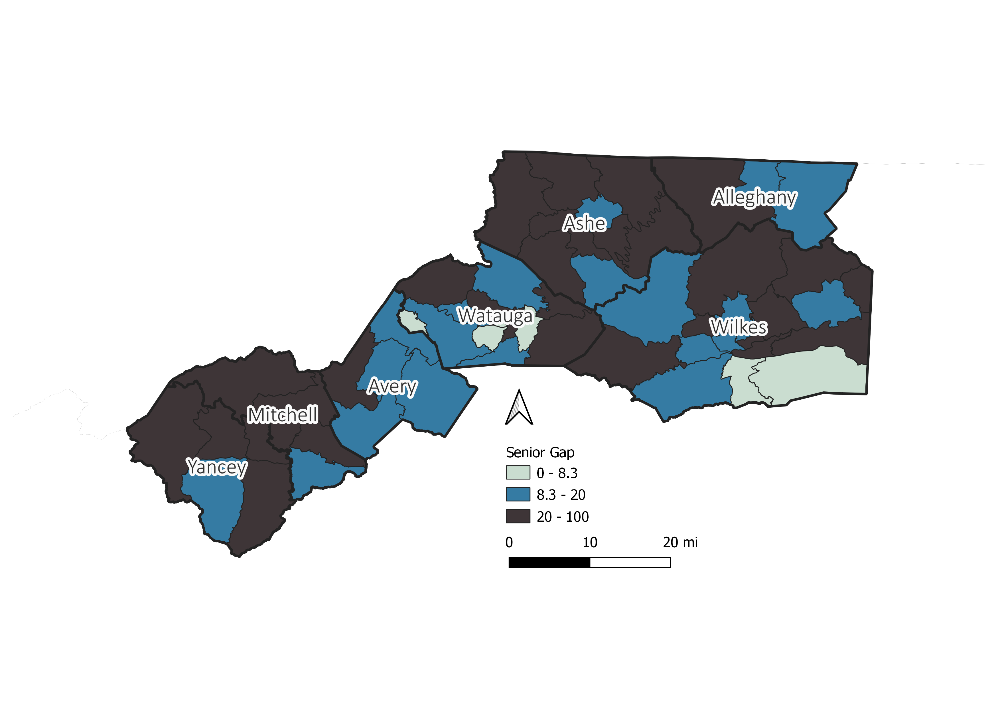 Alleghany
Ashe
Watauga
Wilkes
Avery
Mitchell
Yancey
Senior Gap
0 - 8.3
8.3 - 20
20 - 100
0 10 20 mi